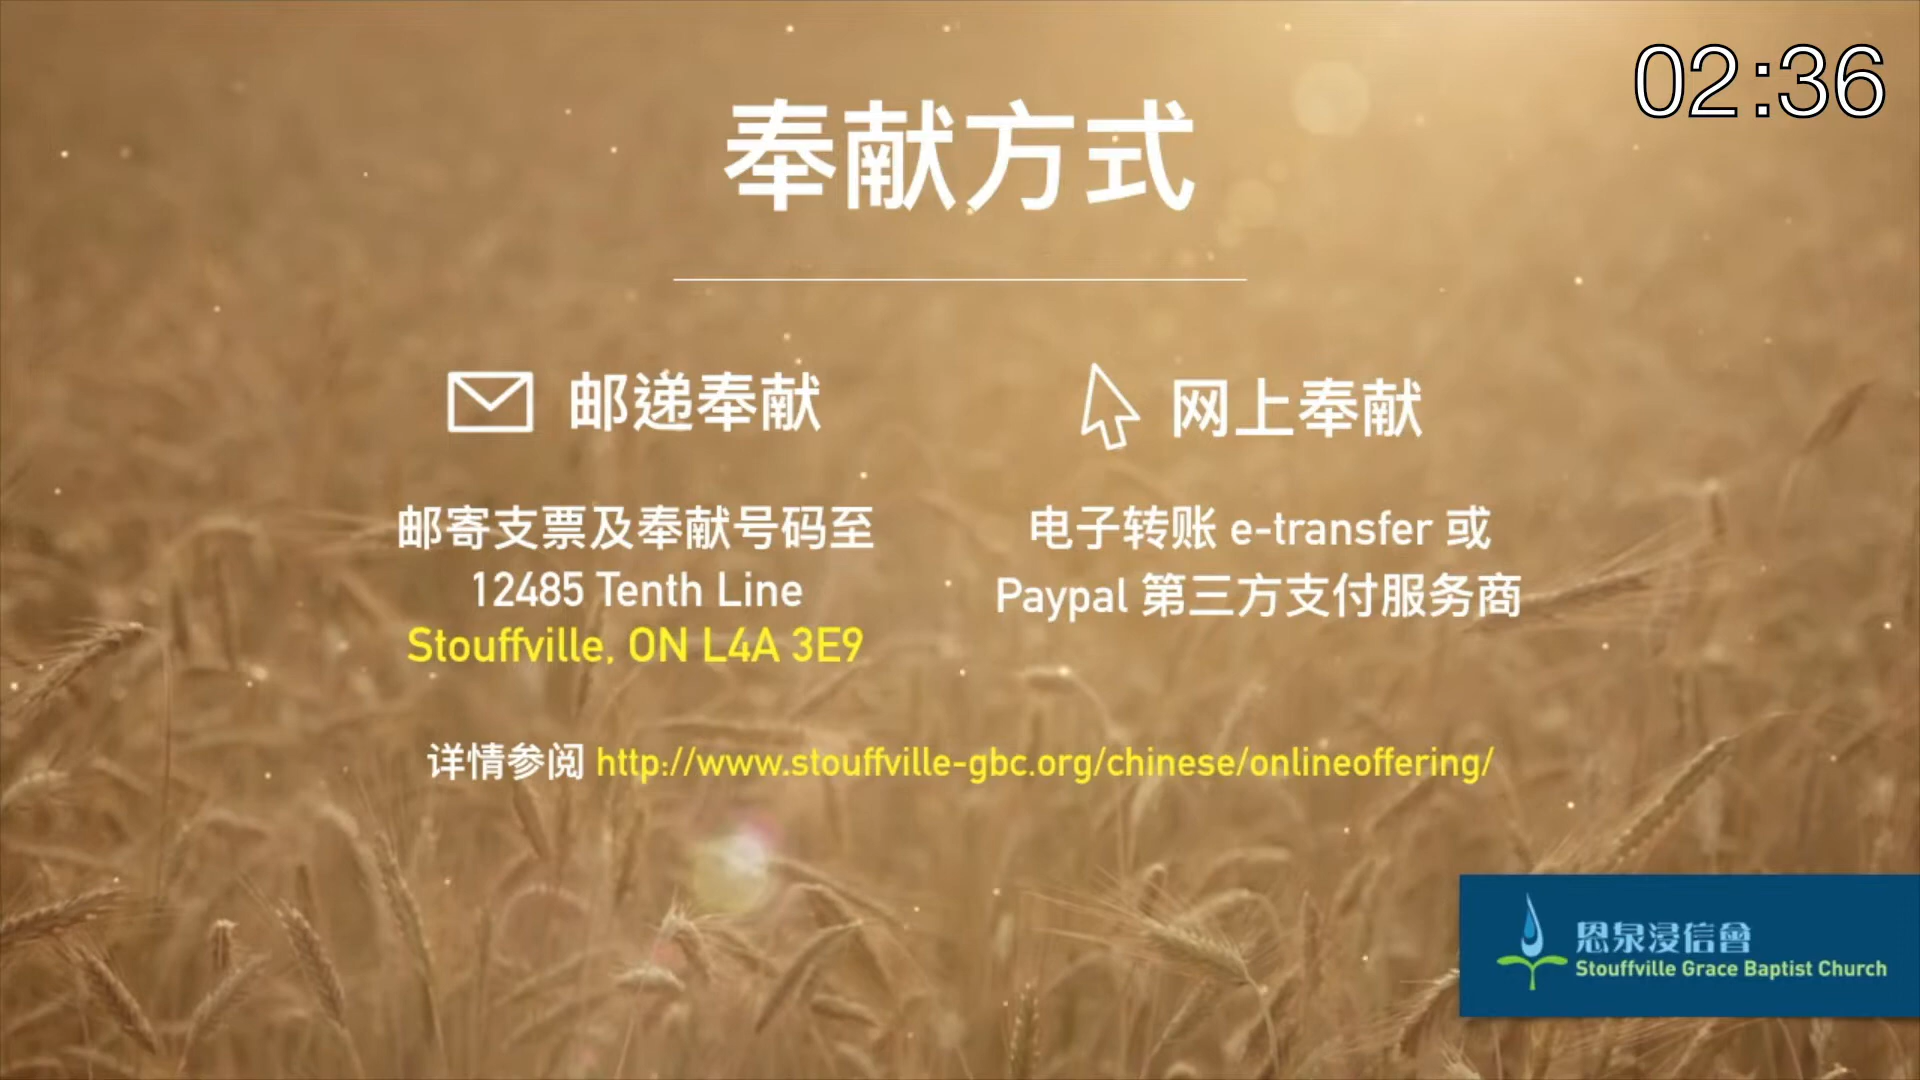 02:36
奉献方式
邮递奉献
邮寄支票及奉献号码至
12485 Tenth Line
Stouffville, ON L4A 3E9
网上奉献
电子转账 e-transfer 或
Paypal 第三方支付服务商
详情参阅 http://www.stouffville-gbc.org/chinese/onlineoffering/
恩泉浸信會
Stouffville Grace Baptist Church